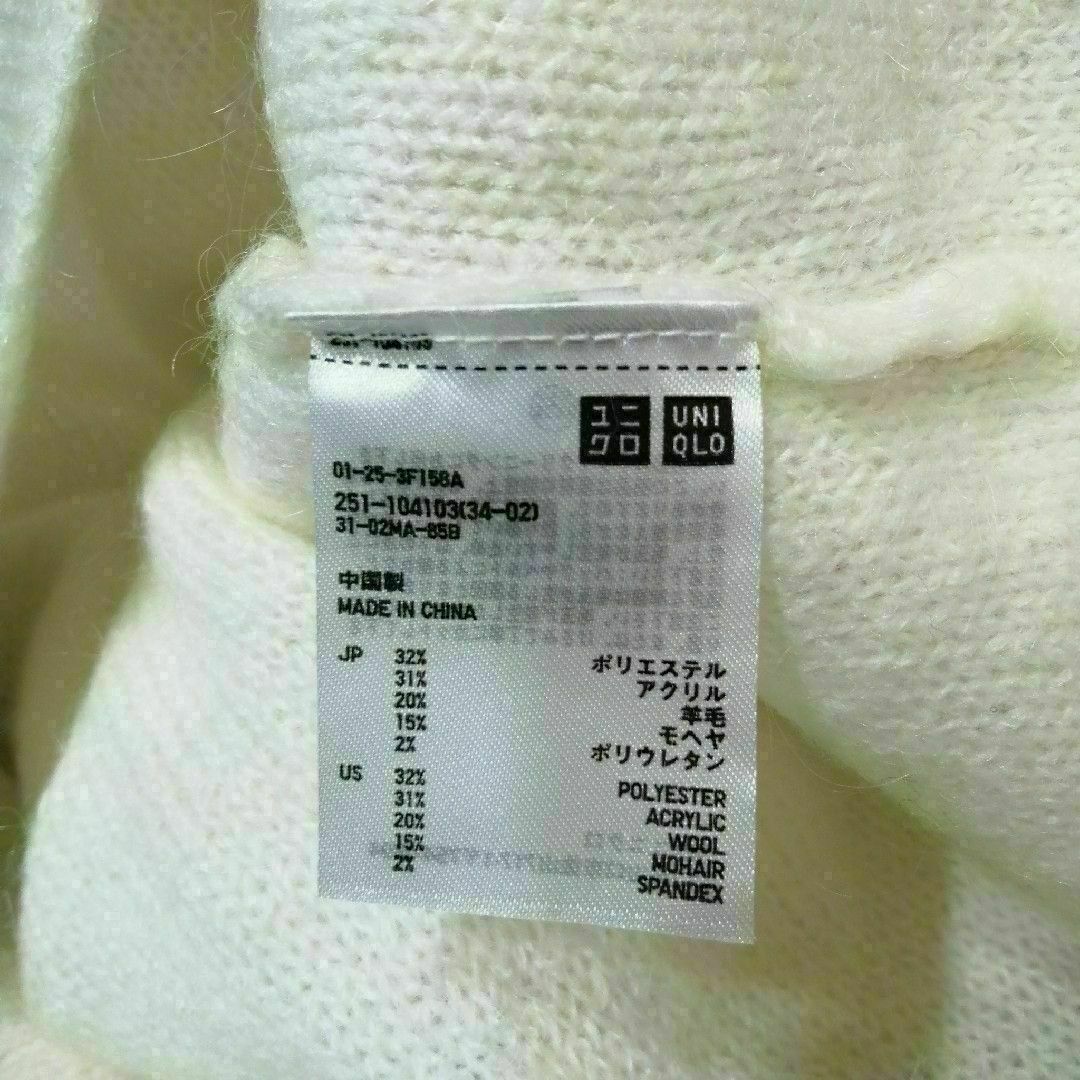 ユニ
クロ
UNI
QLO
01-25-3F158A
251-104103(34-02)
31-02MA-85B
中国製
MADE IN CHINA
JP 32% ポリエステル
31% アクリル
20% 羊毛
15% モヘヤ
2% ポリウレタン
US 32% POLYESTER
31% ACRYLIC
20% WOOL
15% MOHAIR
2% SPANDEX